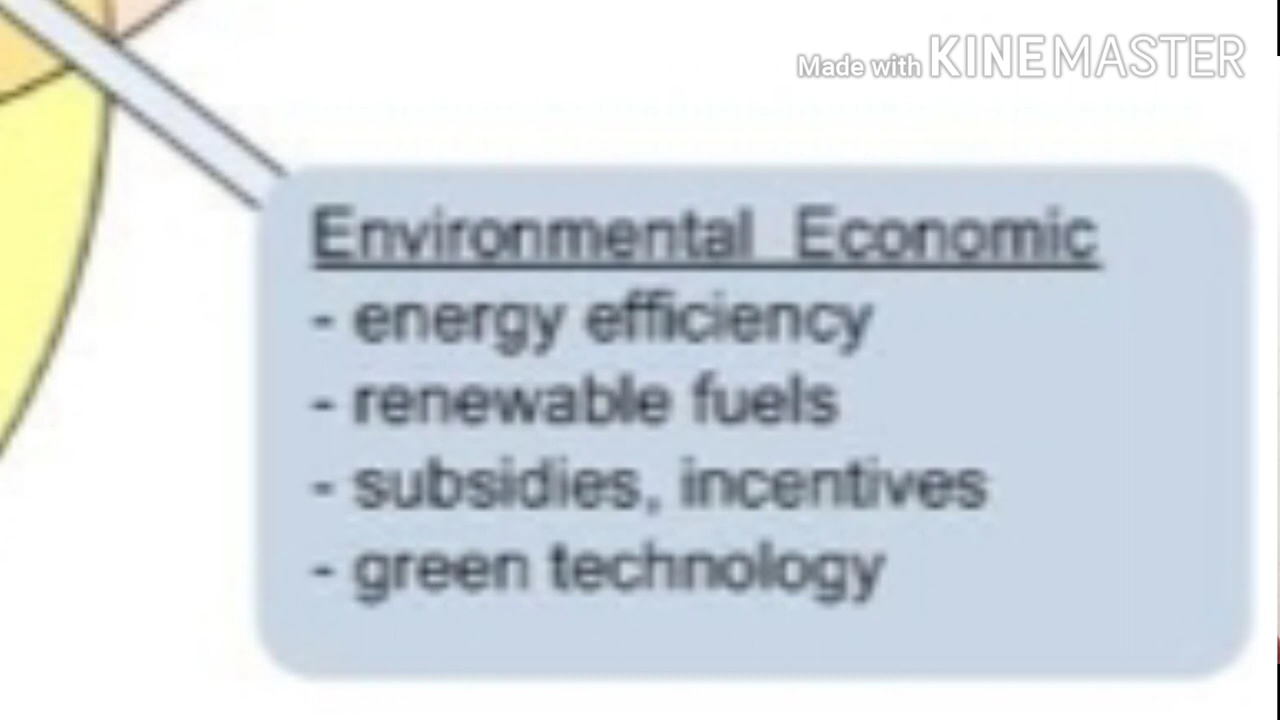 Made with KINEMASTER
Environmental Economic
- energy efficiency
- renewable fuels
- subsidies, incentives
- green technology